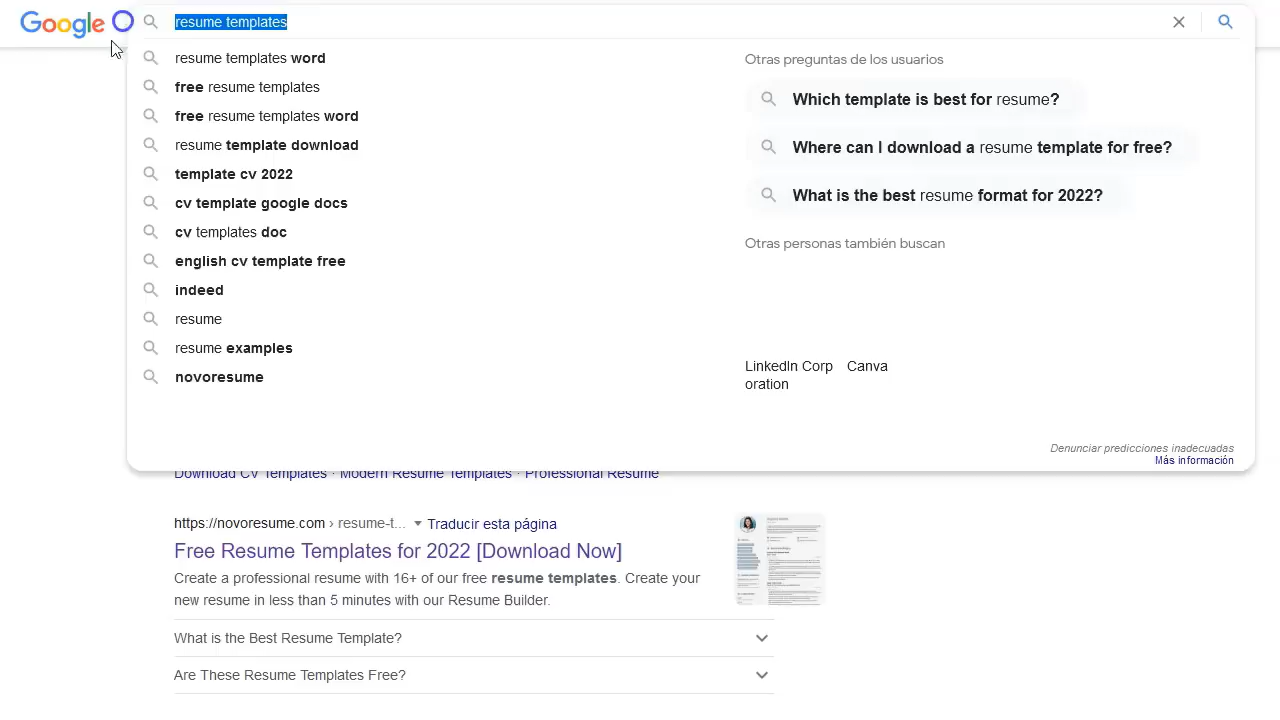 Google
resume templates
resume templates word
free resume templates
free resume templates word
resume template download
template cv 2022
cv template google docs
cv templates doc
english cv template free
indeed
resume
resume examples
novoresume
Otras preguntas de los usuarios
Which template is best for resume?
Where can I download a resume template for free?
What is the best resume format for 2022?
Otras personas también buscan
LinkedIn Corp
oration
Canva
Denunciar predicciones inadecuadas
Más información
Download CV Templates · Modern Resume Templates · Professional Resume
https://novoresume.com › resume-t... Traducir esta página
Free Resume Templates for 2022 [Download Now]
Create a professional resume with 16+ of our free resume templates. Create your
new resume in less than 5 minutes with our Resume Builder.
What is the Best Resume Template?
Are These Resume Templates Free?